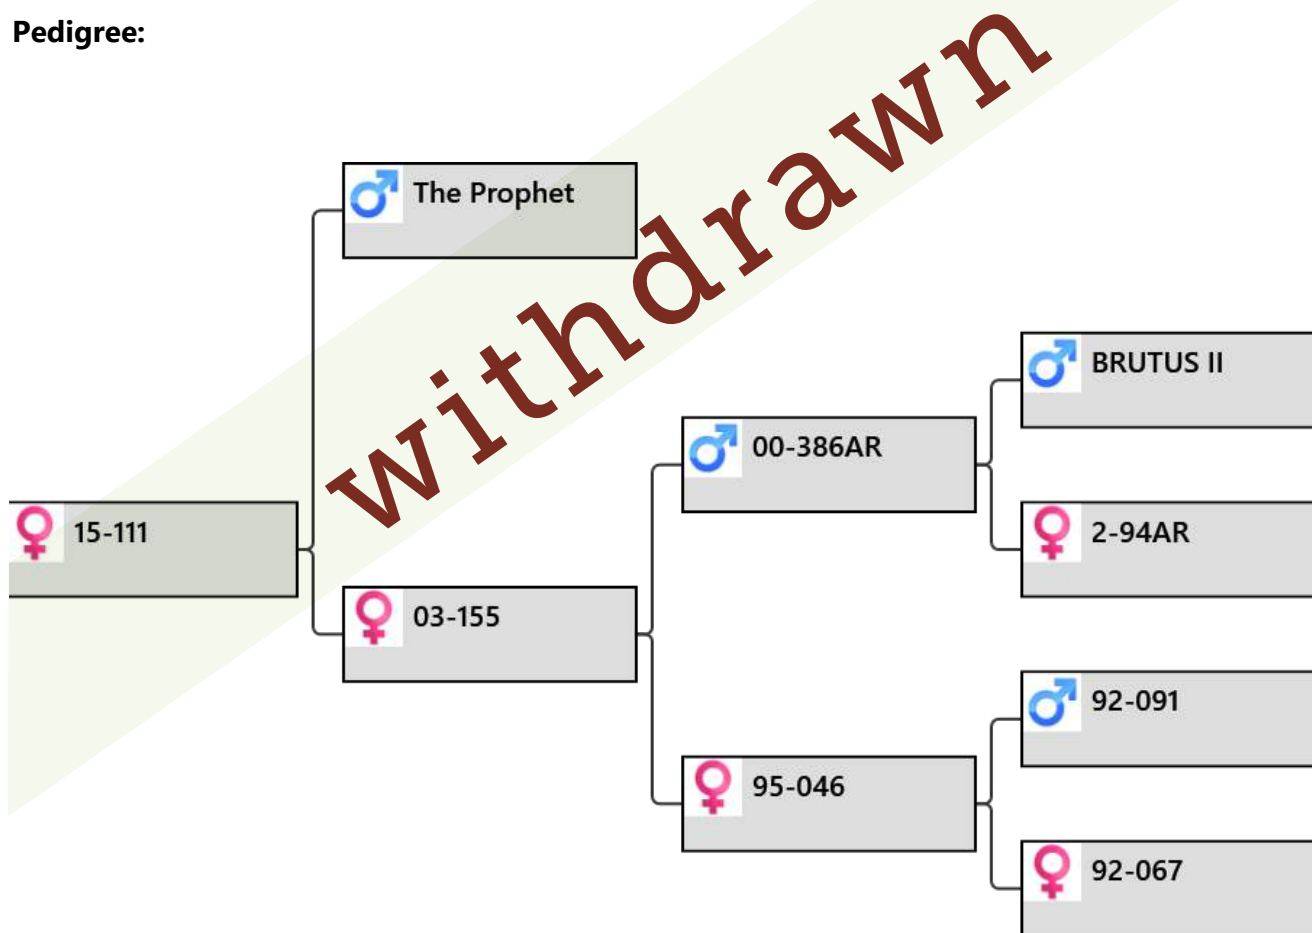 Pedigree:
withdrawn
The Prophet
BRUTUS II
00-386AR
15-111
2-94AR
03-155
92-091
95-046
92-067